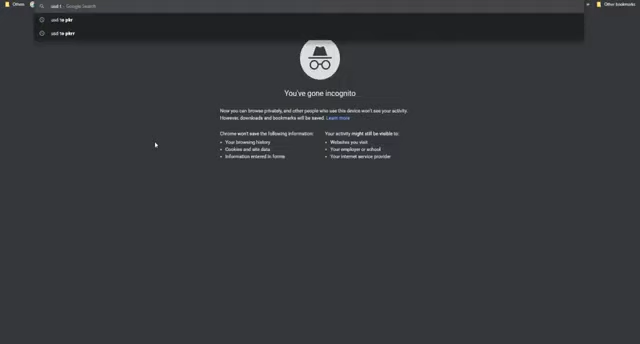 Others
usd t - Google Search
Other bookmarks
usd to pkr
usd to pkrr
You've gone incognito
Now you can browse privately, and other people who use this device won't see your activity.
However, downloads and bookmarks will be saved. Learn more
Chrome won't save the following information:
• Your browsing history
• Cookies and site data
• Information entered in forms
Your activity might still be visible to:
• Websites you visit
• Your employer or school
• Your internet service provider